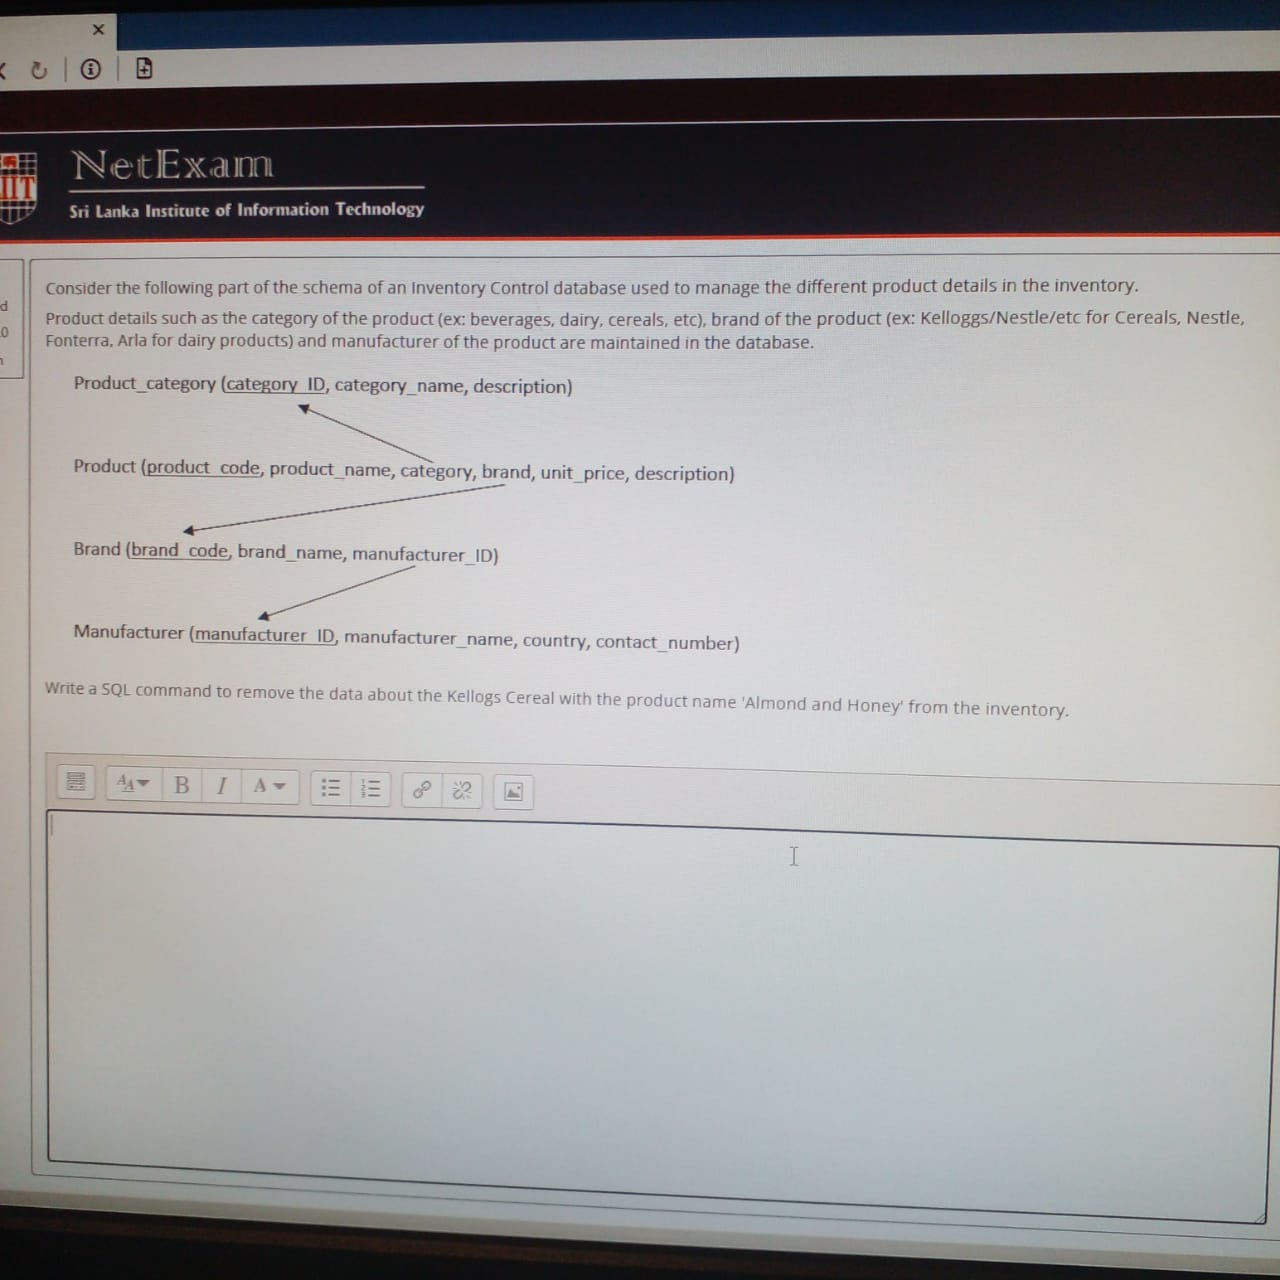 NetExam
IIT
Sri Lanka Institute of Information Technology
Consider the following part of the schema of an Inventory Control database used to manage the different product details in the inventory.
Product details such as the category of the product (ex: beverages, dairy, cereals, etc), brand of the product (ex: Kelloggs/Nestle/etc for Cereals, Nestle,
Fonterra, Arla for dairy products) and manufacturer of the product are maintained in the database.
Product_category (category_ID, category_name, description)
Product (product_code, product_name, category, brand, unit_price, description)
Brand (brand_code, brand_name, manufacturer_ID)
Manufacturer (manufacturer_ID, manufacturer_name, country, contact_number)
Write a SQL command to remove the data about the Kellogs Cereal with the product name 'Almond and Honey' from the inventory.
B I A